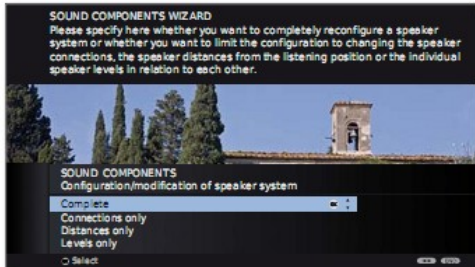 SOUND COMPONENTS WIZARD
Please specify here whether you want to completely reconfigure a speaker
system or whether you want to limit the configuration to changing the speaker
connections, the speaker distances from the listening position or the individual
speaker levels in relation to each other.
SOUND COMPONENTS
Configuration/modification of speaker system
Complete
Connections only
Distances only
Levels only
Select